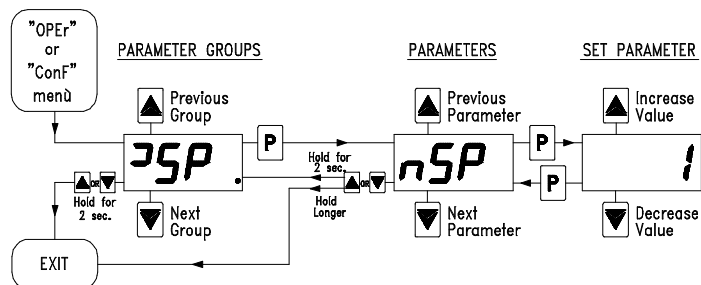 "OPEr"
or
"ConF"
menù
PARAMETER GROUPS
PARAMETERS
SET PARAMETER
Previous
Group
Previous
Parameter
Increase
Value
P
P
Hold for
2 sec.
SP.
nSP
1
P
OR
Hold for
2 sec.
OR
Hold
Longer
Next
Group
Next
Parameter
Decrease
Value
EXIT